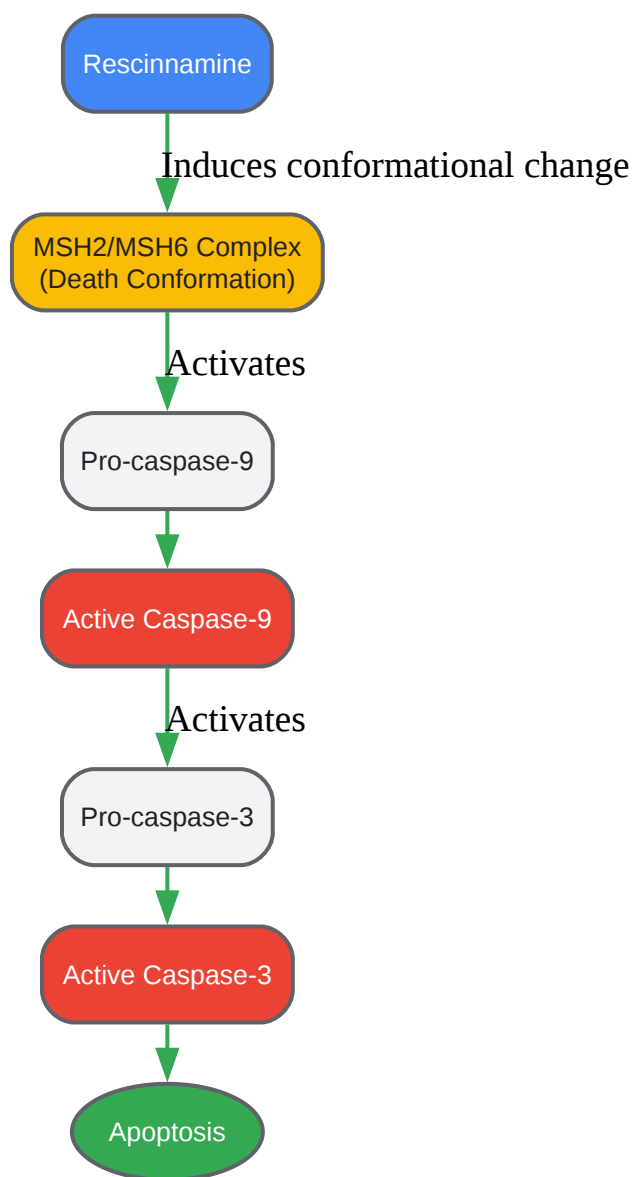 Rescinnamine
Induces conformational change
MSH2/MSH6 Complex
(Death Conformation)
Activates
Pro-caspase-9
Active Caspase-9
Activates
Pro-caspase-3
Active Caspase-3
Apoptosis